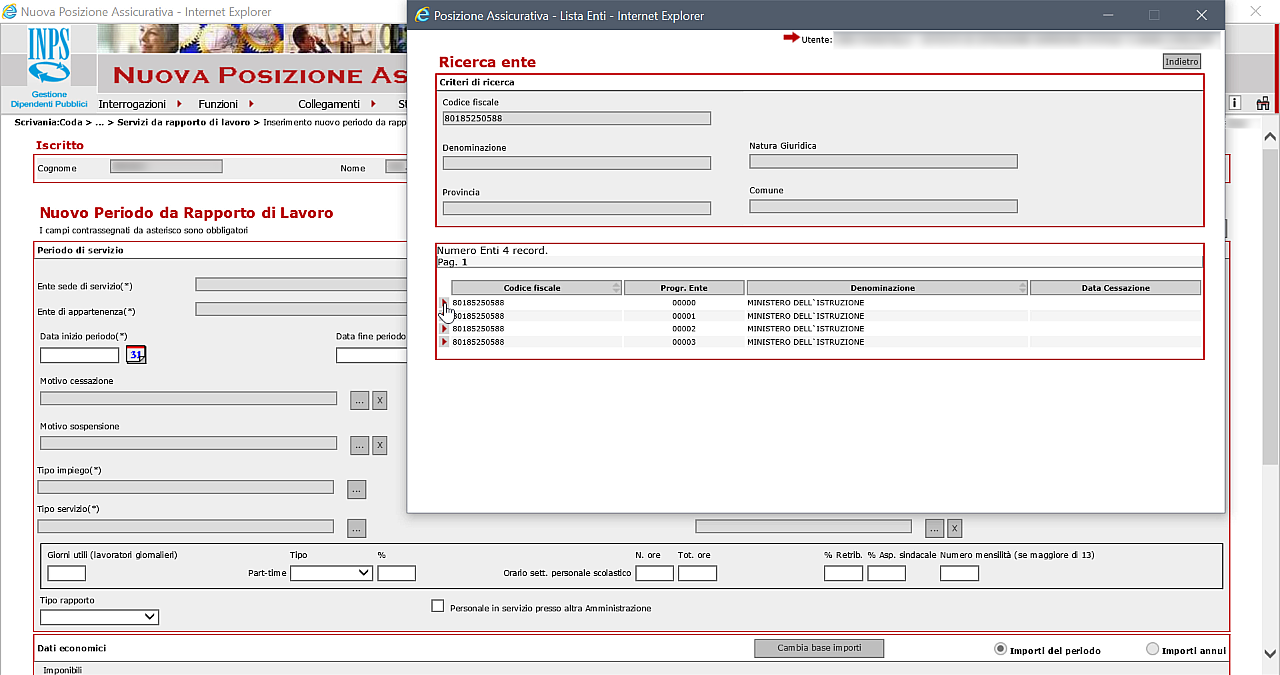 Nuova Posizione Assicurativa - Internet Explorer
INPS
Gestione
Dipendenti Pubblici
NUOVA POSIZIONE AS
Interrogazioni Funzioni Collegamenti
Scrivania:Coda > ... > Servizi da rapporto di lavoro > Inserimento nuovo periodo da rapp
Iscritto
Cognome Nome
Nuovo Periodo da Rapporto di Lavoro
I campi contrassegnati da asterisco sono obbligatori
Periodo di servizio
Ente sede di servizio(*)
Ente di appartenenza(*)
Data inizio periodo(*) Data fine periodo
31
Motivo cessazione
... X
Motivo sospensione
... X
Tipo impiego(*)
...
Tipo servizio(*)
... ... X
Giorni utili (lavoratori giornalieri) Tipo % N. ore Tot. ore % Retrib. % Asp. sindacale Numero mensilità (se maggiore di 13)
Part-time Orario sett. personale scolastico
Tipo rapporto
Personale in servizio presso altra Amministrazione
Dati economici Cambia base importi Importi del periodo Importi annui
Imponibili
Posizione Assicurativa - Lista Enti - Internet Explorer
Utente:
Ricerca ente Indietro
Criteri di ricerca
Codice fiscale
80185250588
Denominazione Natura Giuridica
Provincia Comune
Numero Enti 4 record.
Pag. 1
Codice fiscale Progr. Ente Denominazione Data Cessazione
80185250588 00000 MINISTERO DELL`ISTRUZIONE
80185250588 00001 MINISTERO DELL`ISTRUZIONE
80185250588 00002 MINISTERO DELL`ISTRUZIONE
80185250588 00003 MINISTERO DELL`ISTRUZIONE